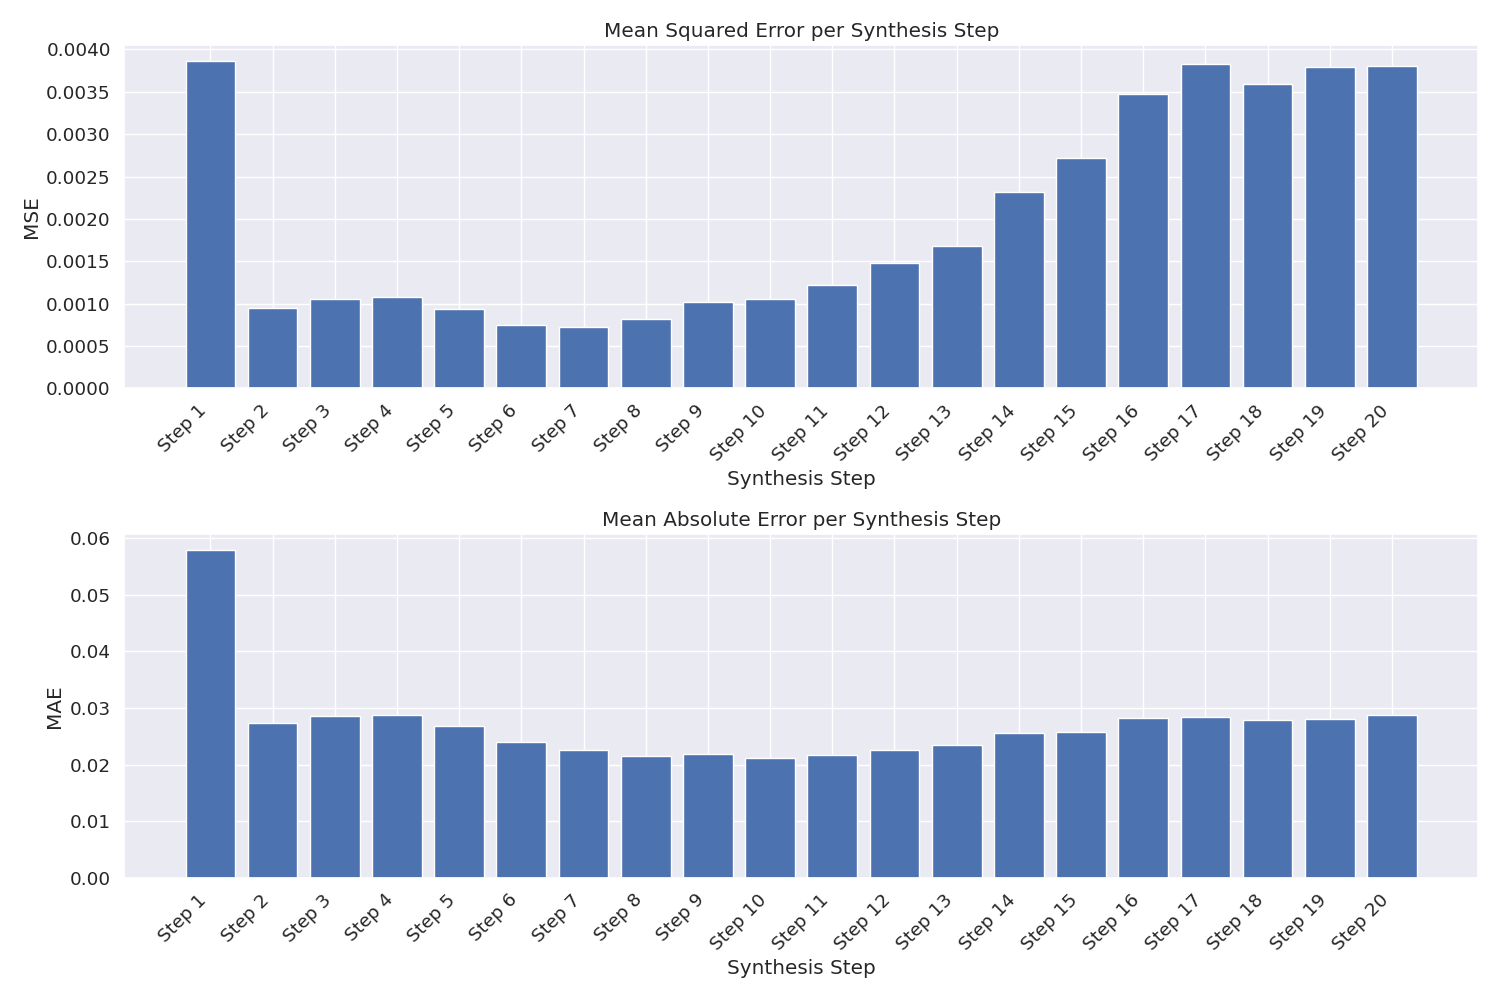 Mean Squared Error per Synthesis Step
MSE
0.0040
0.0035
0.0030
0.0025
0.0020
0.0015
0.0010
0.0005
0.0000
Step 1
Step 2
Step 3
Step 4
Step 5
Step 6
Step 7
Step 8
Step 9
Step 10
Step 11
Step 12
Step 13
Step 14
Step 15
Step 16
Step 17
Step 18
Step 19
Step 20
Synthesis Step
Mean Absolute Error per Synthesis Step
MAE
0.06
0.05
0.04
0.03
0.02
0.01
0.00
Step 1
Step 2
Step 3
Step 4
Step 5
Step 6
Step 7
Step 8
Step 9
Step 10
Step 11
Step 12
Step 13
Step 14
Step 15
Step 16
Step 17
Step 18
Step 19
Step 20
Synthesis Step